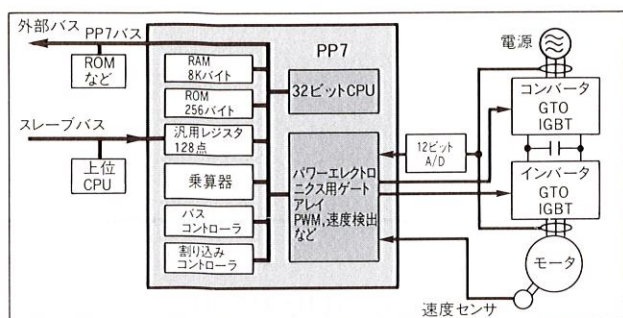 外部バス
PP7バス
ROM
など
スレーブバス
上位
CPU
PP7
RAM
8Kバイト
ROM
256バイト
汎用レジスタ
128点
乗算器
バス
コントローラ
割り込み
コントローラ
32ビットCPU
パワーエレクトロ
ニクス用ゲート
アレイ
PWM,速度検出
など
12ビット
A/D
電源
コンバータ
GTO
IGBT
インバータ
GTO
IGBT
モータ
速度センサ